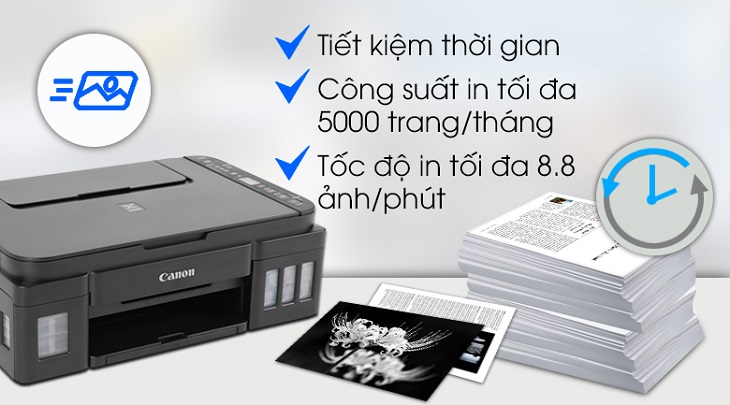 Tiết kiệm thời gian
Công suất in tối đa
5000 trang/tháng
Tốc độ in tối đa 8.8
ảnh/phút
Canon